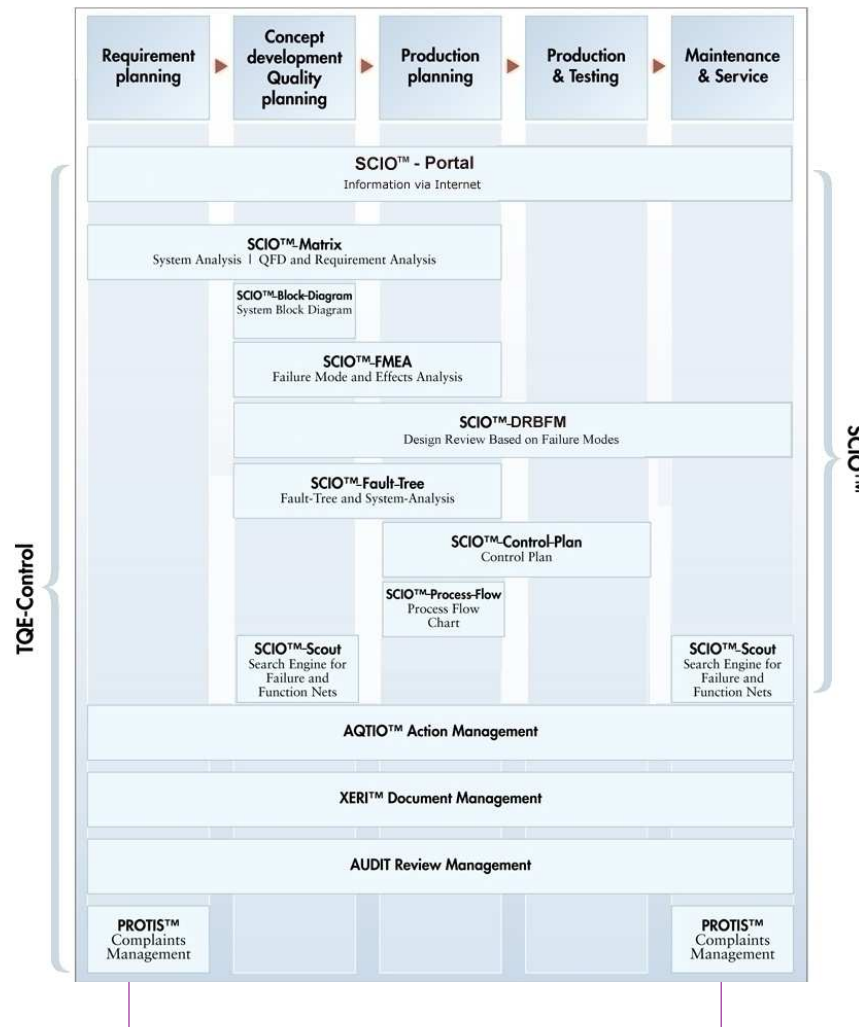 Requirement
planning
Concept
development
Quality
planning
Production
planning
Production
& Testing
Maintenance
& Service
SCIO™ - Portal
Information via Internet
SCIO™-Matrix
System Analysis | QFD and Requirement Analysis
SCIO™-Block-Diagram
System Block Diagram
SCIO™-FMEA
Failure Mode and Effects Analysis
SCIO™-DRBFM
Design Review Based on Failure Modes
SCIO™-Fault-Tree
Fault-Tree and System-Analysis
SCIO™-Control-Plan
Control Plan
SCIO™-Process-Flow
Process Flow
Chart
SCIO™-Scout
Search Engine for
Failure and
Function Nets
SCIO™-Scout
Search Engine for
Failure and
Function Nets
AQTIO™ Action Management
XERI™ Document Management
AUDIT Review Management
PROTIS™
Complaints
Management
PROTIS™
Complaints
Management
TQE-Control
SCIO™